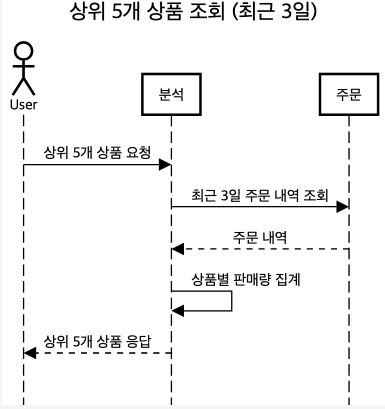 상위 5개 상품 조회 (최근 3일)
User
분석
주문
상위 5개 상품 요청
최근 3일 주문 내역 조회
주문 내역
상품별 판매량 집계
상위 5개 상품 응답